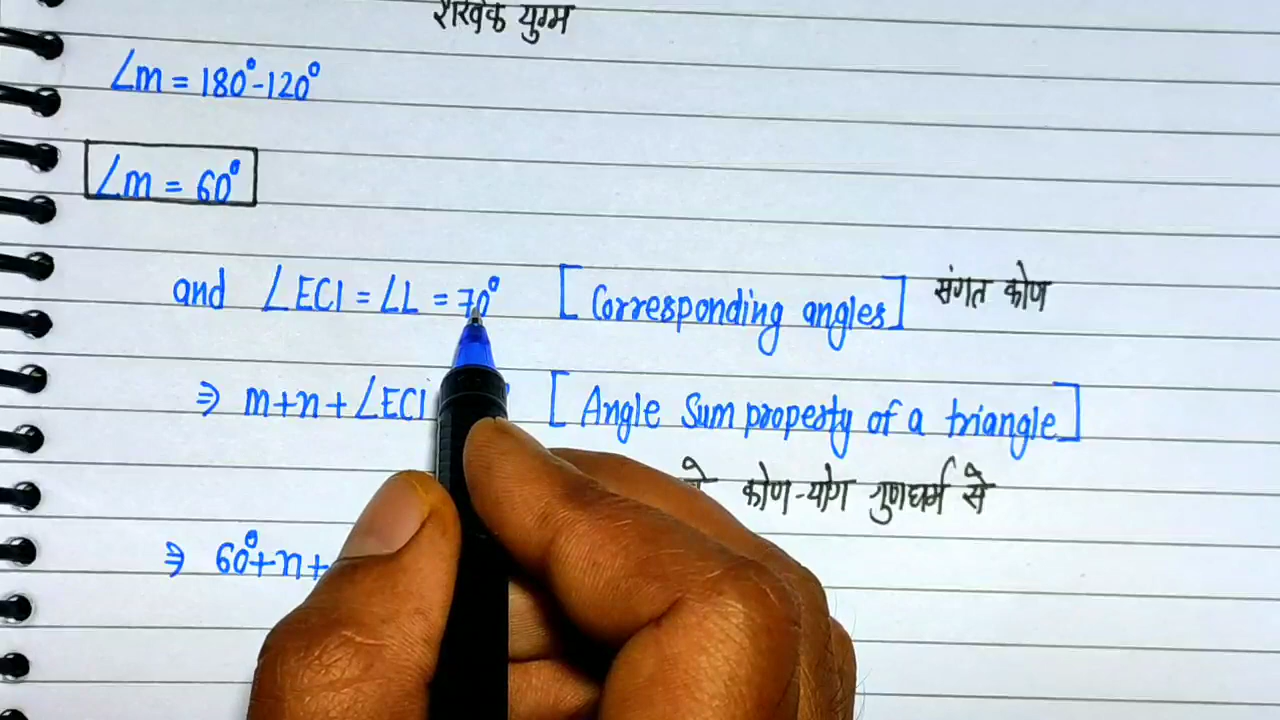 रैखिक युग्म
∠m = 180°-120°
∠m = 60°
and ∠ECI = ∠L = 70° [Corresponding angles] संगत कोण
⇒ m+n+∠ECI [Angle Sum property of a triangle]
कोण-योग गुणधर्म से
⇒ 60°+n+